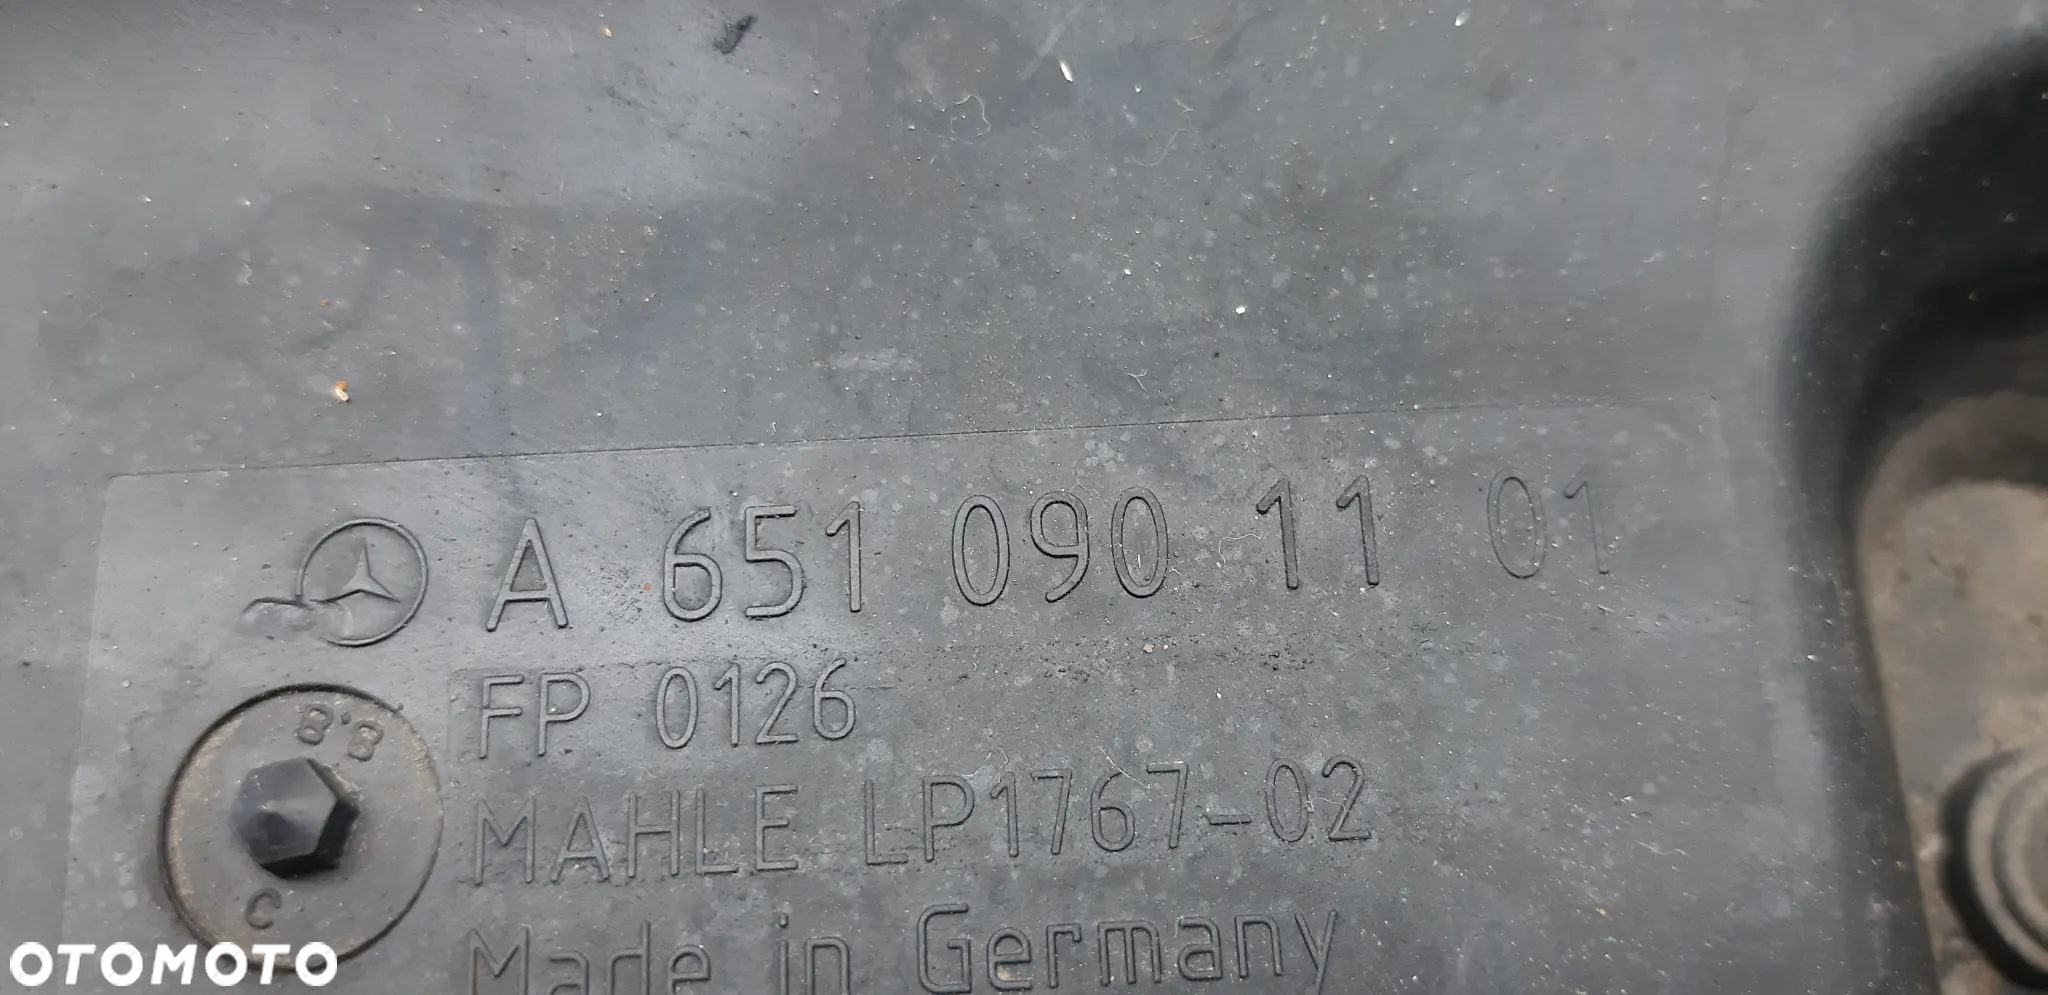 A 651 090 11 01
FP 0126
8.8
MAHLE LP1767-02
C
Made in Germany
OTOMOTO